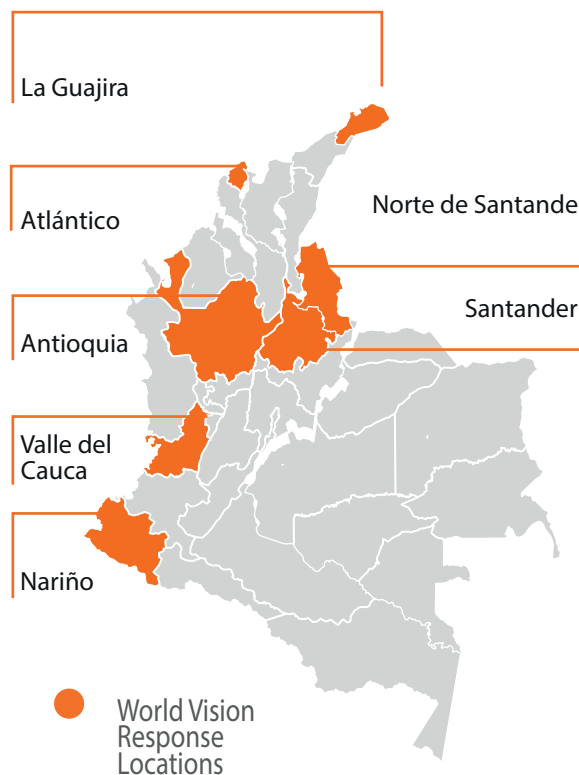 La Guajira
Atlántico
Norte de Santande
Santander
Antioquia
Valle del
Cauca
Nariño
World Vision
Response
Locations